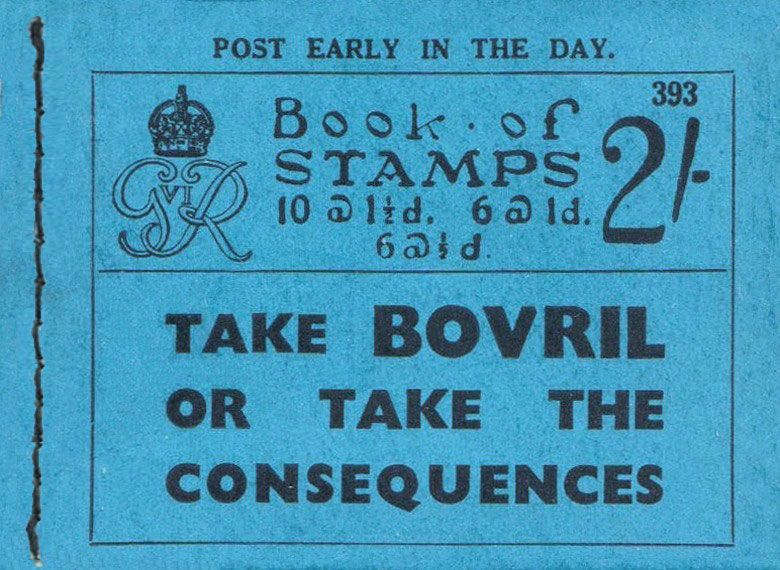 POST EARLY IN THE DAY.
393
GVIR
Book · of
STAMPS
2/-
10 @ 1½d. 6 @ 1d.
6 @ ½d.
TAKE BOVRIL
OR TAKE THE
CONSEQUENCES